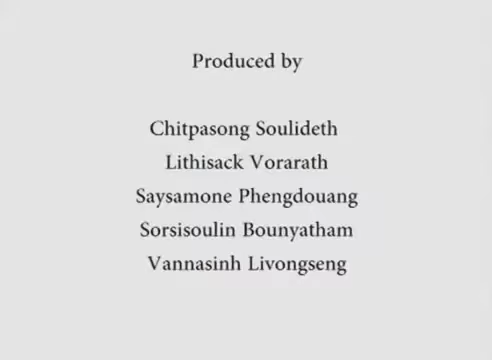 Produced by
Chitpasong Soulideth
Lithisack Vorarath
Saysamone Phengdouang
Sorsisoulin Bounyatham
Vannasinh Livongseng